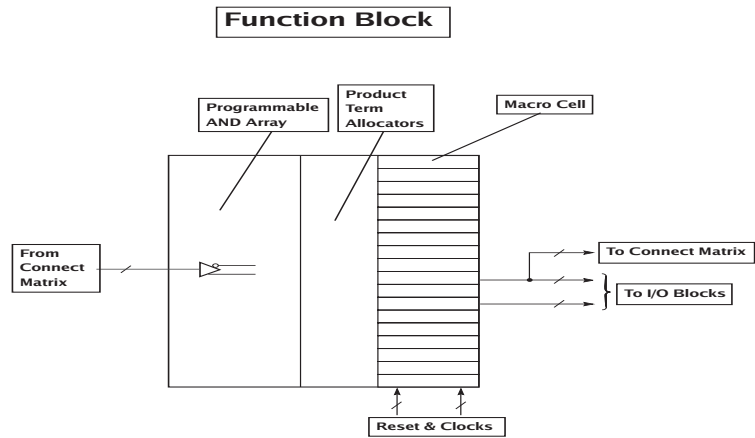 Function Block
Programmable
AND Array
Product
Term
Allocators
Macro Cell
From
Connect
Matrix
To Connect Matrix
To I/O Blocks
Reset & Clocks